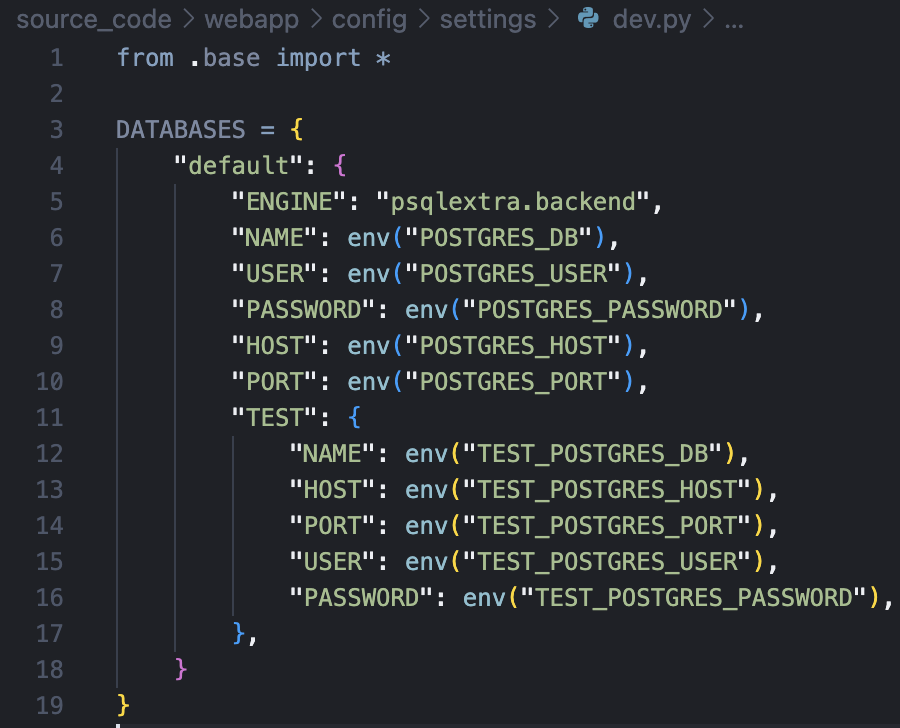 source_code > webapp > config > settings > dev.py > ...
1 from .base import *
2
3 DATABASES = {
4     "default": {
5         "ENGINE": "psqlextra.backend",
6         "NAME": env("POSTGRES_DB"),
7         "USER": env("POSTGRES_USER"),
8         "PASSWORD": env("POSTGRES_PASSWORD"),
9         "HOST": env("POSTGRES_HOST"),
10         "PORT": env("POSTGRES_PORT"),
11         "TEST": {
12             "NAME": env("TEST_POSTGRES_DB"),
13             "HOST": env("TEST_POSTGRES_HOST"),
14             "PORT": env("TEST_POSTGRES_PORT"),
15             "USER": env("TEST_POSTGRES_USER"),
16             "PASSWORD": env("TEST_POSTGRES_PASSWORD"),
17         },
18     }
19 }